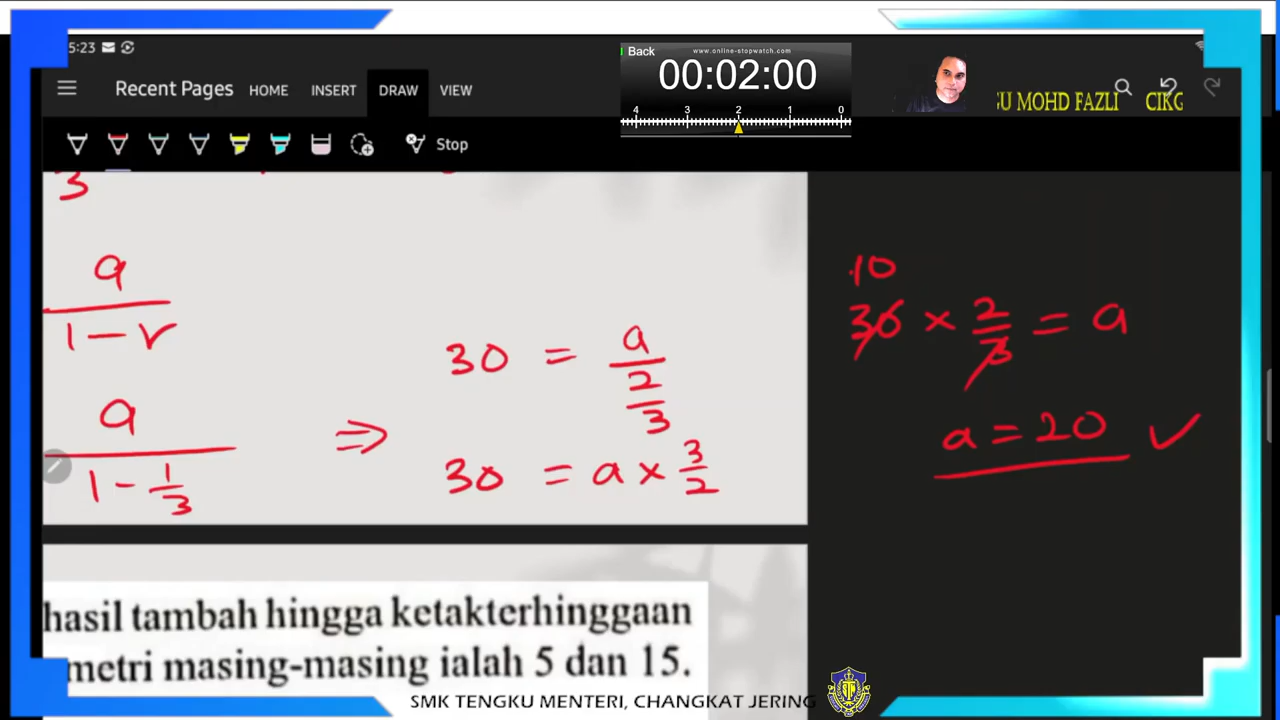 5:23
Back
www.online-stopwatch.com
00:02:00
4 3 2 1 0
Recent Pages HOME INSERT DRAW VIEW
GU MOHD FAZLI CIKG
Stop
3
a
1 - r
a
1 - 1/3
⇒
30 = a / (2/3)
30 = a × 3/2
10
30 × 2/3 = a
a = 20 ✓
hasil tambah hingga ketakterhinggaan
metri masing-masing ialah 5 dan 15.
SMK TENGKU MENTERI, CHANGKAT JERING